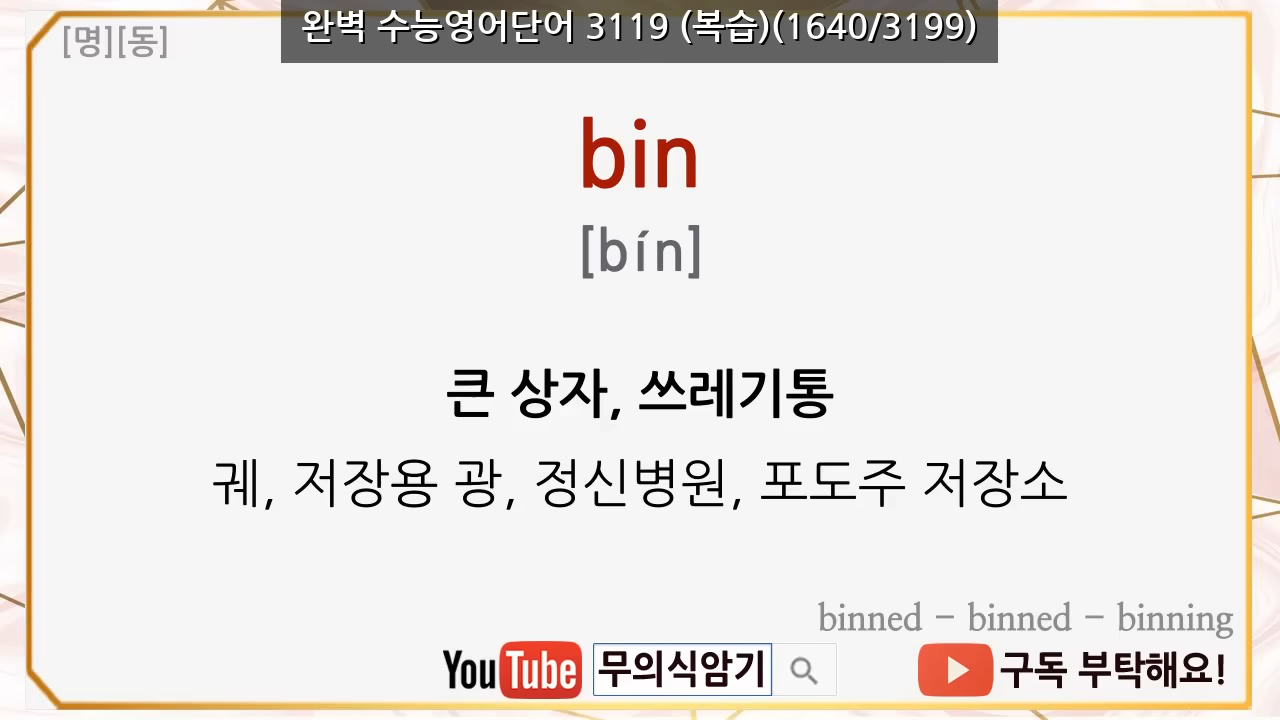 완벽 수능영어단어 3119 (복습)(1640/3199)
[명][동]
bin
[bín]
큰 상자, 쓰레기통
궤, 저장용 광, 정신병원, 포도주 저장소
binned - binned - binning
YouTube 무의식암기 구독 부탁해요!